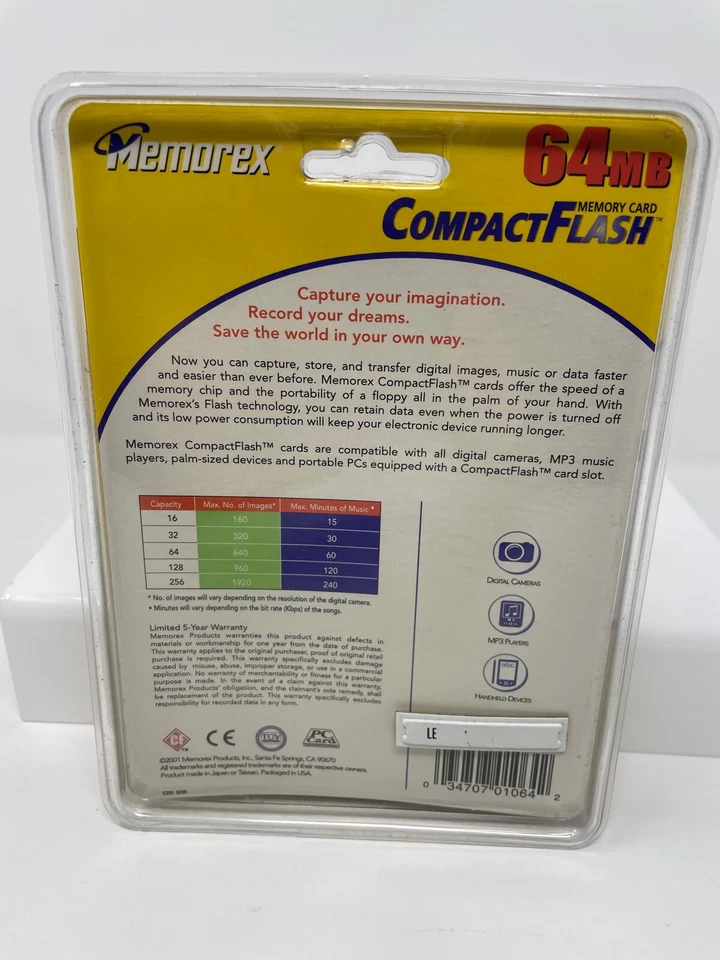 Memorex
64MB
MEMORY CARD
COMPACTFLASH™
Capture your imagination.
Record your dreams.
Save the world in your own way.
Now you can capture, store, and transfer digital images, music or data faster
and easier than ever before. Memorex CompactFlash™ cards offer the speed of a
memory chip and the portability of a floppy all in the palm of your hand. With
Memorex's Flash technology, you can retain data even when the power is turned off
and its low power consumption will keep your electronic device running longer.
Memorex CompactFlash™ cards are compatible with all digital cameras, MP3 music
players, palm-sized devices and portable PCs equipped with a CompactFlash™ card slot.
Capacity Max. No. of Images* Max. Minutes of Music •
16 160 15
32 320 30
64 640 60
128 960 120
256 1920 240
* No. of images will vary depending on the resolution of the digital camera.
• Minutes will vary depending on the bit rate (Kbps) of the songs.
DIGITAL CAMERAS
MP3 PLAYERS
abc
HANDHELD DEVICES
Limited 5-Year Warranty
Memorex Products warranties this product against defects in
materials or workmanship for one year from the date of purchase.
This warranty applies to the original purchaser, proof of original retail
purchase is required. This warranty specifically excludes damage
caused by misuse, abuse, improper storage, or use in a commercial
application. No warranty of merchantability or fitness for a particular
purpose is made. In the event of a claim against this warranty,
Memorex Products' obligation, and the claimant's sole remedy, shall
be replacement of the product. This warranty specifically excludes
responsibility for recorded data in any form.
CF™ CE TUV PC Card
LE
©2001 Memorex Products, Inc., Santa Fe Springs, CA 90670
All trademarks and registered trademarks are of their respective owners.
Product made in Japan or Taiwan. Packaged in USA.
0 34707 01064 2